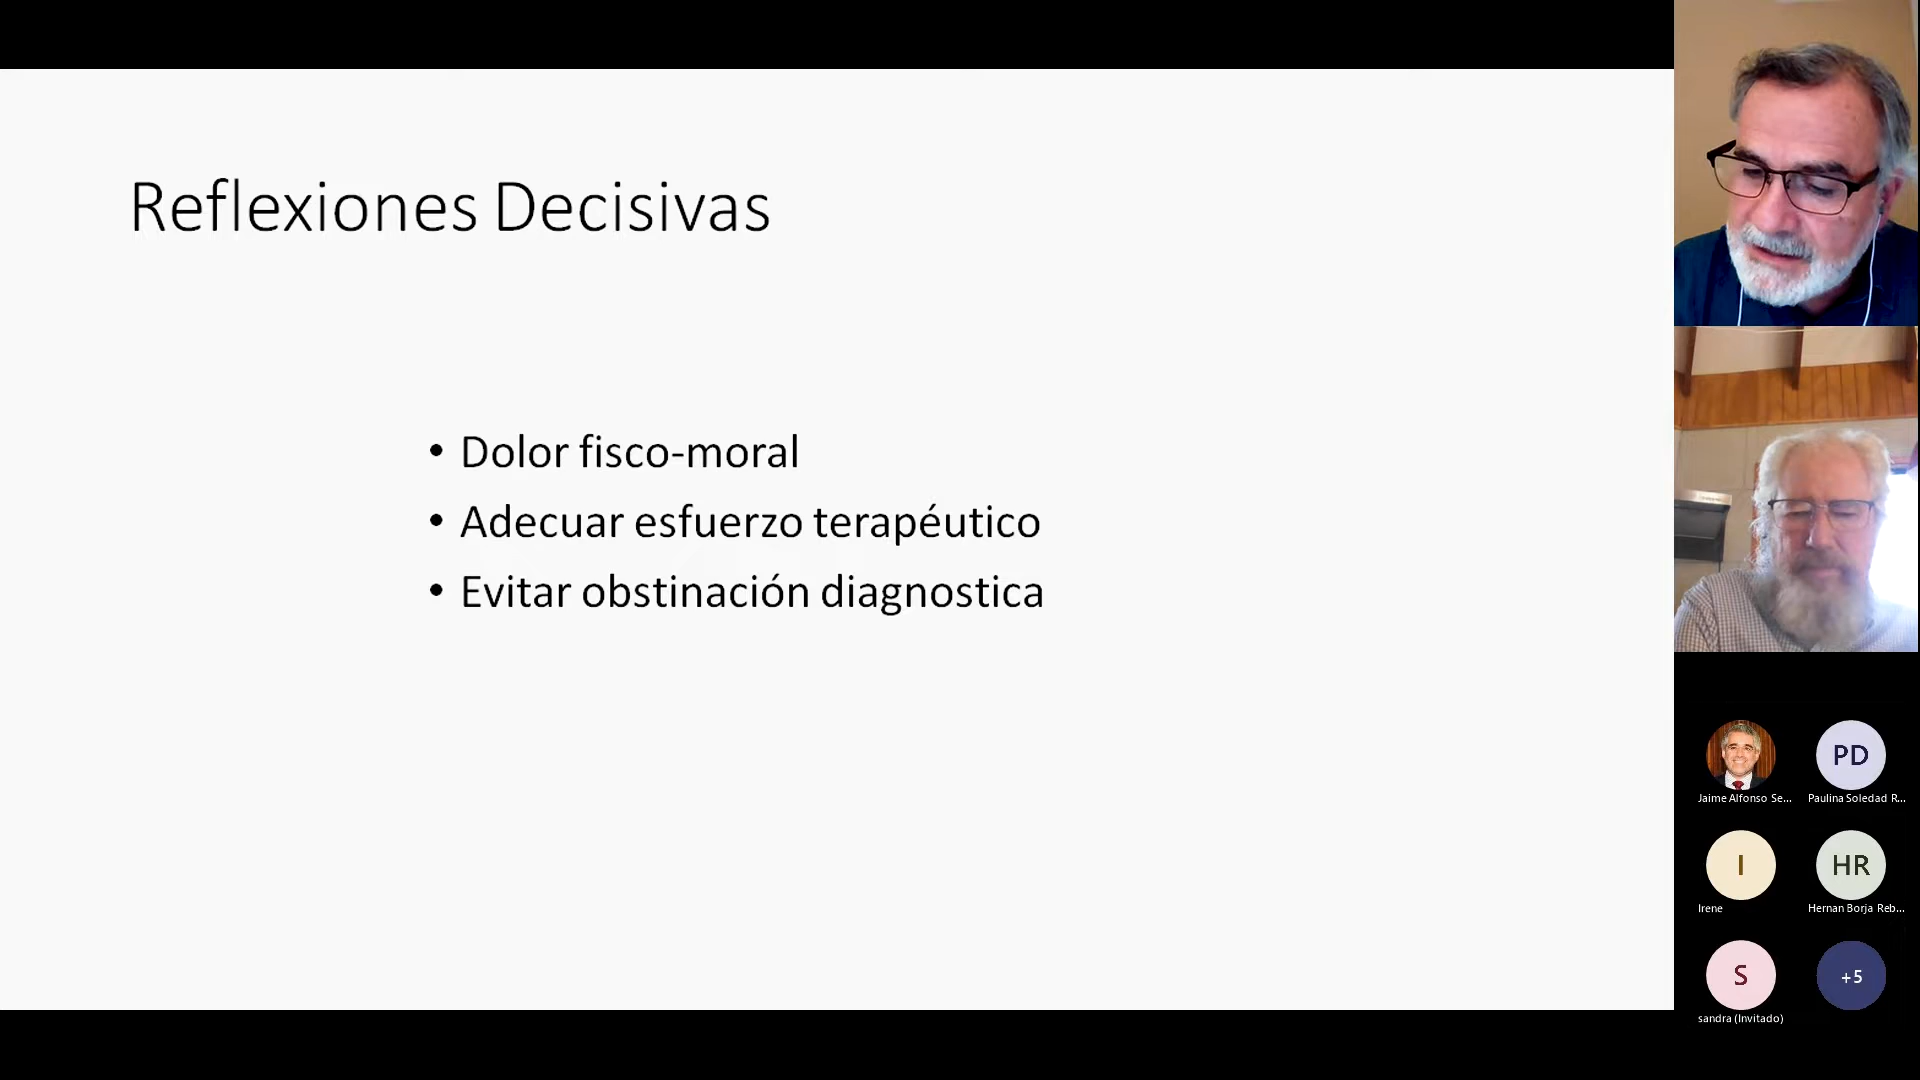 Reflexiones Decisivas
• Dolor fisco-moral
• Adecuar esfuerzo terapéutico
• Evitar obstinación diagnostica
Jaime Alfonso Se...
PD
Paulina Soledad R...
I
Irene
HR
Hernan Borja Reb...
S
sandra (Invitado)
+5